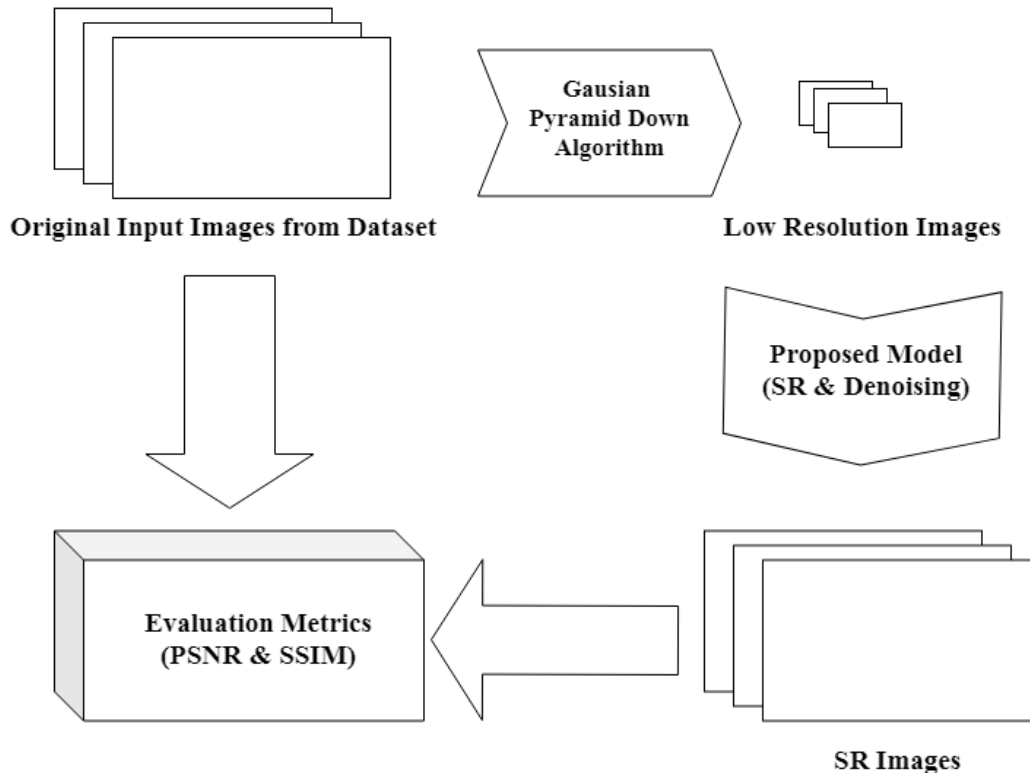 Gausian
Pyramid Down
Algorithm
Original Input Images from Dataset
Low Resolution Images
Proposed Model
(SR & Denoising)
Evaluation Metrics
(PSNR & SSIM)
SR Images